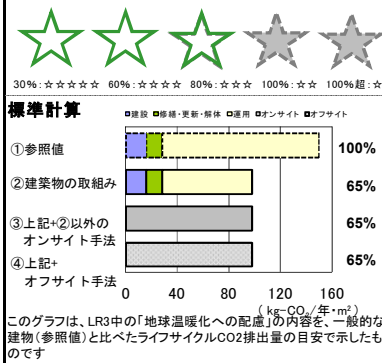 30%:☆☆☆☆☆ 60%:☆☆☆☆ 80%:☆☆☆ 100%:☆☆ 100%超:☆
標準計算
■建設 ■修繕・更新・解体 □運用 ■オンサイト ■オフサイト
①参照値 100%
②建築物の取組み 65%
③上記+②以外の
オンサイト手法 65%
④上記+
オフサイト手法 65%
0 40 80 120 160
(kg-CO₂/年・m²)
このグラフは、LR3中の「地球温暖化への配慮」の内容を、一般的な
建物(参照値)と比べたライフサイクルCO2排出量の目安で示したも
のです